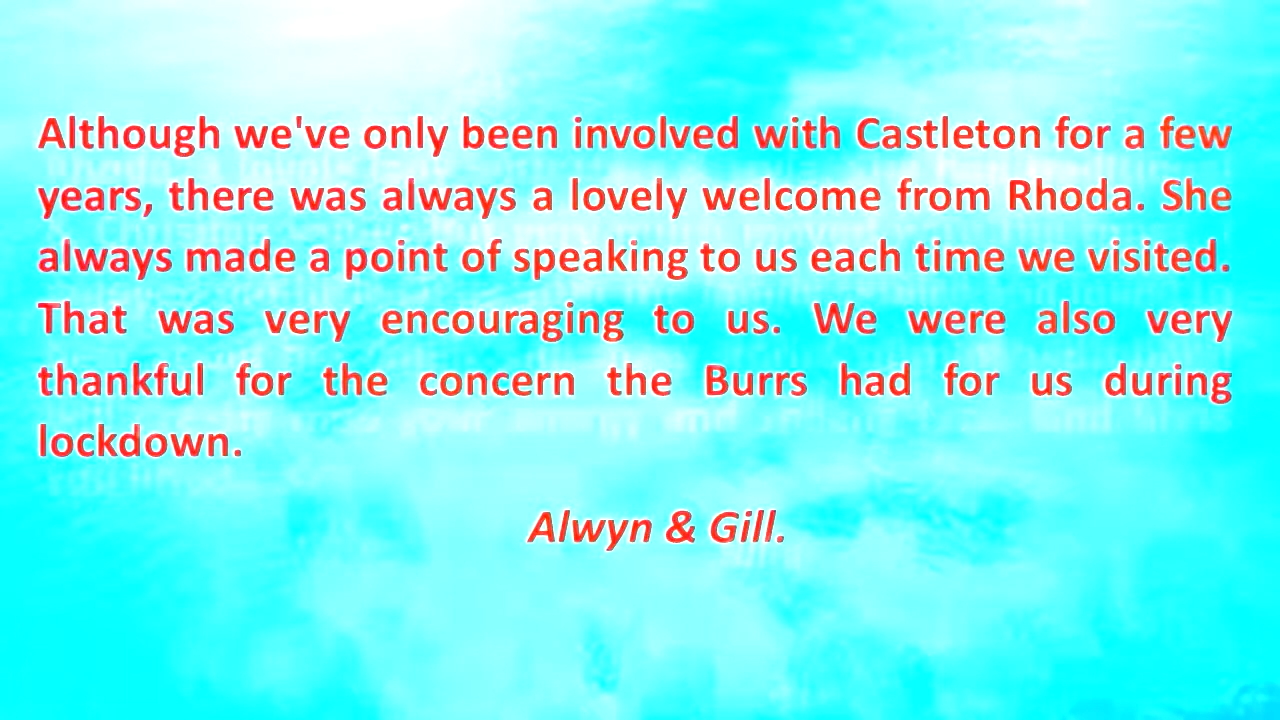 Although we've only been involved with Castleton for a few
years, there was always a lovely welcome from Rhoda. She
always made a point of speaking to us each time we visited.
That was very encouraging to us. We were also very
thankful for the concern the Burrs had for us during
lockdown.
Alwyn & Gill.